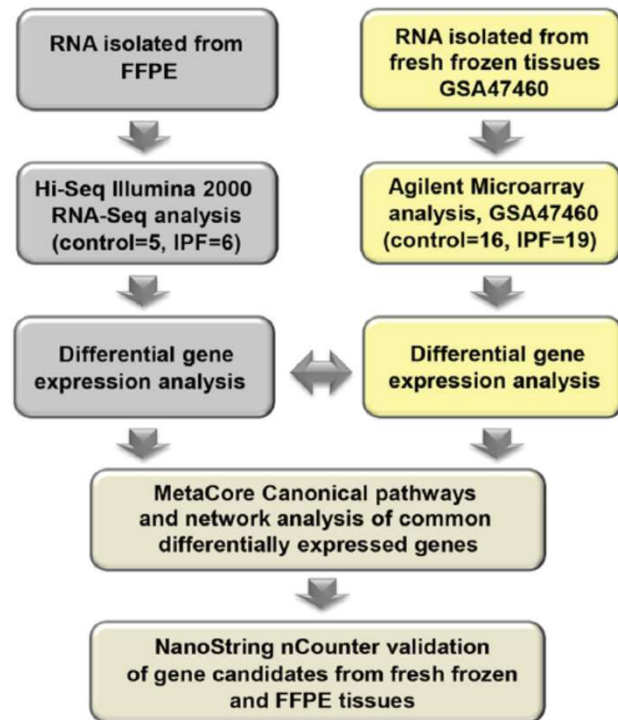 RNA isolated from
FFPE
RNA isolated from
fresh frozen tissues
GSA47460
Hi-Seq Illumina 2000
RNA-Seq analysis
(control=5, IPF=6)
Agilent Microarray
analysis, GSA47460
(control=16, IPF=19)
Differential gene
expression analysis
Differential gene
expression analysis
MetaCore Canonical pathways
and network analysis of common
differentially expressed genes
NanoString nCounter validation
of gene candidates from fresh frozen
and FFPE tissues